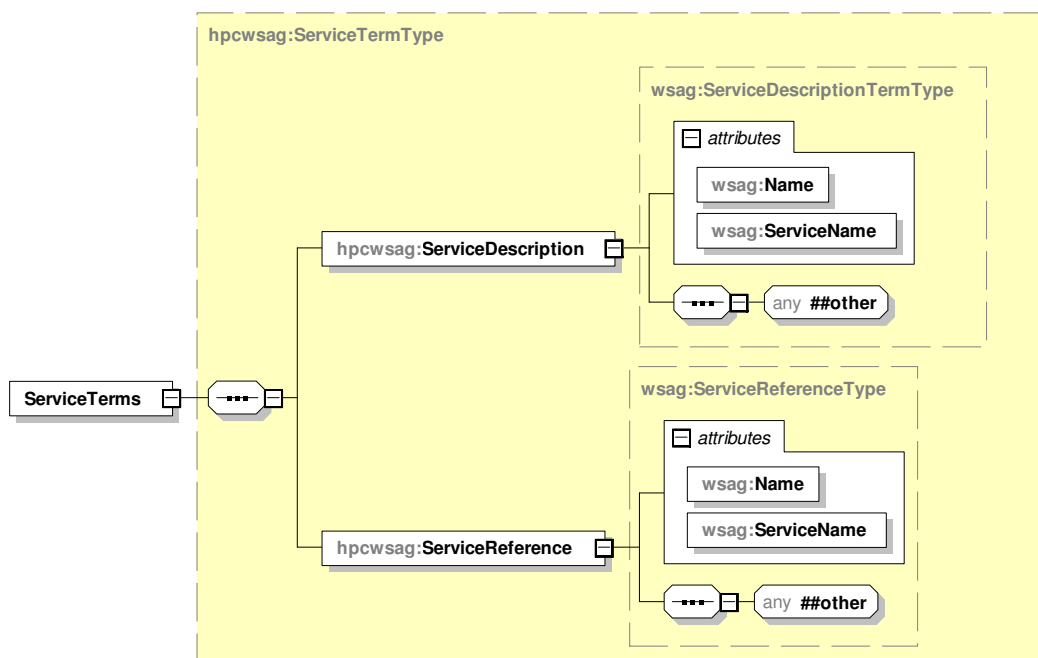 hpcwsag:ServiceTermType
wsag:ServiceDescriptionTermType
attributes
wsag:Name
wsag:ServiceName
hpcwsag:ServiceDescription
any ##other
ServiceTerms
wsag:ServiceReferenceType
attributes
wsag:Name
wsag:ServiceName
hpcwsag:ServiceReference
any ##other